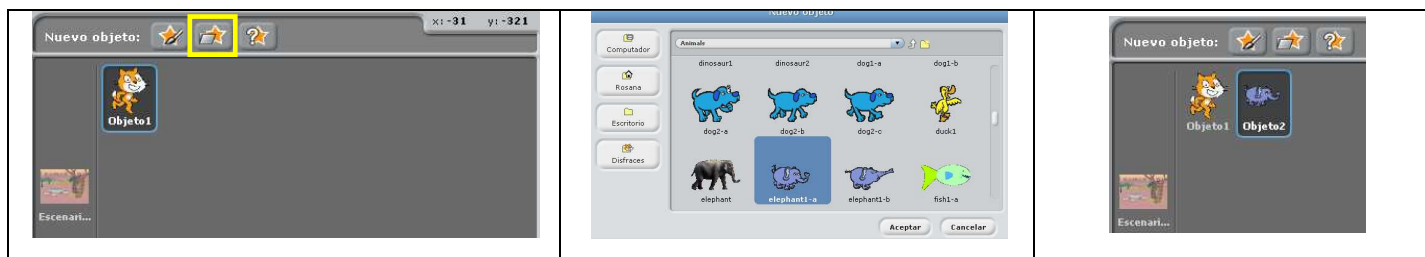 x: -31 y: -321
Nuevo objeto:
Objeto1
Escenari...
Nuevo objeto
Computador
Rosana
Escritorio
Disfraces
Animals
dinosaur1 dinosaur2 dog1-a dog1-b
dog2-a dog2-b dog2-c duck1
elephant elephant1-a elephant1-b fish1-a
Aceptar Cancelar
Nuevo objeto:
Objeto1 Objeto2
Escenari...